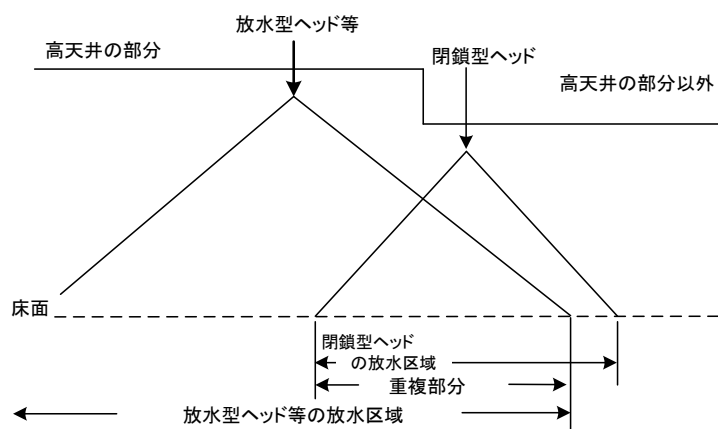 放水型ヘッド等
高天井の部分
閉鎖型ヘッド
高天井の部分以外
床面
閉鎖型ヘッド
の放水区域
重複部分
放水型ヘッド等の放水区域